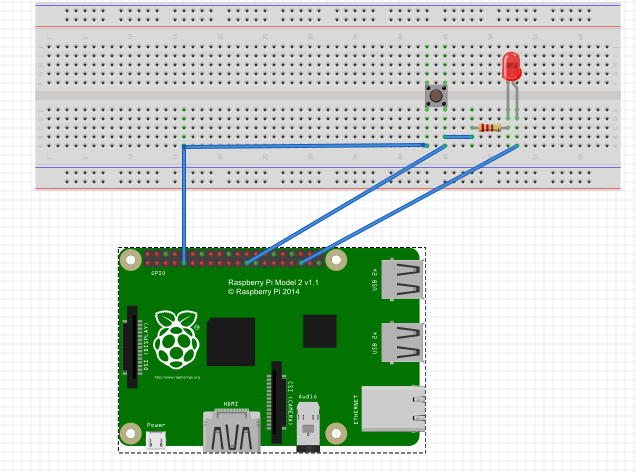 GPIO
Raspberry Pi Model 2 v1.1
© Raspberry Pi 2014
USB 2x
DSI (DISPLAY)
http://www.raspberrypi.org
USB 2x
HDMI
CSI (CAMERA)
Audio
ETHERNET
Power